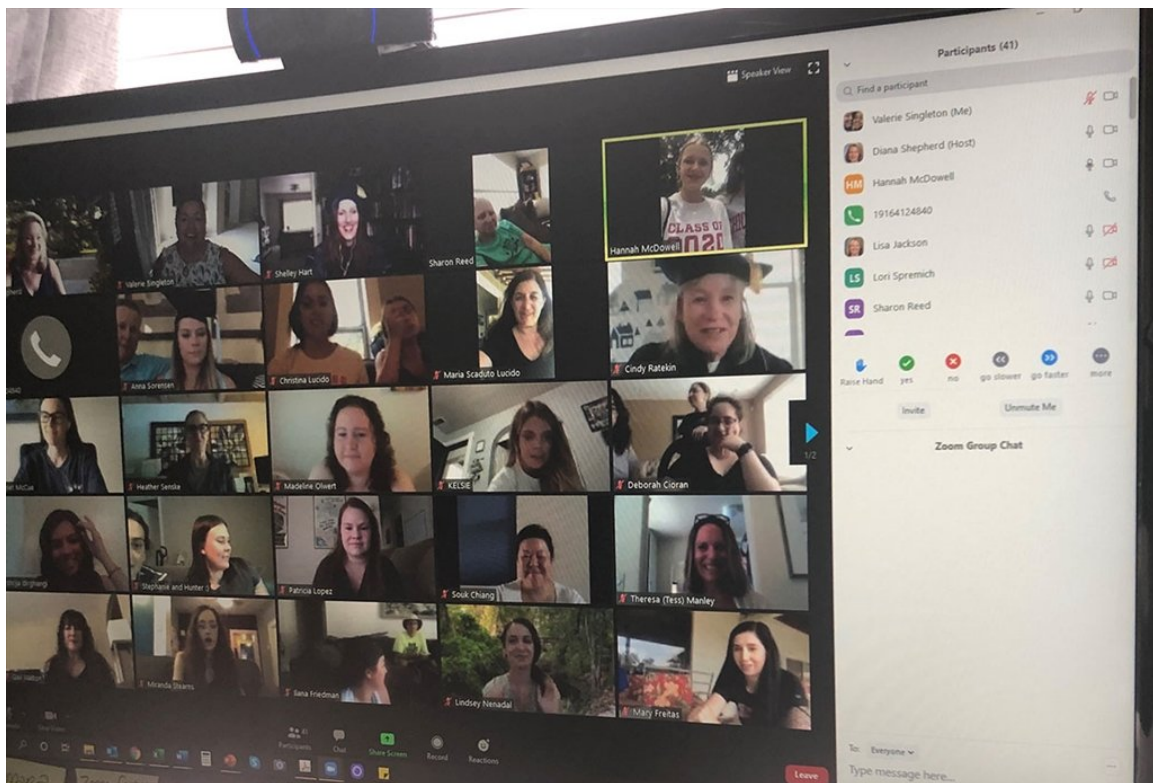 Speaker View
Valerie Singleton
Shelley Hart
Sharon Reed
CLASS OF
2020
Hannah McDowell
Anna Sorensen
Christina Lucido
Maria Scaduto Lucido
Cindy Ratekin
Heather Senske
Madeline Olwert
KELSIE
Deborah Cioran
1/2
Stephanie and Hunter :)
Patricia Lopez
Souk Chiang
Theresa (Tess) Manley
Miranda
Ilana Friedman
Lindsey Nenadal
Mary Freitas
Participants
41
Chat
Share Screen
Record
Reactions
Leave
Participants (41)
Find a participant
Valerie Singleton (Me)
Diana Shepherd (Host)
HM Hannah McDowell
19164124840
Lisa Jackson
LS Lori Spremich
SR Sharon Reed
Raise Hand yes no go slower go faster more
Invite Unmute Me
Zoom Group Chat
To: Everyone
Type message here...